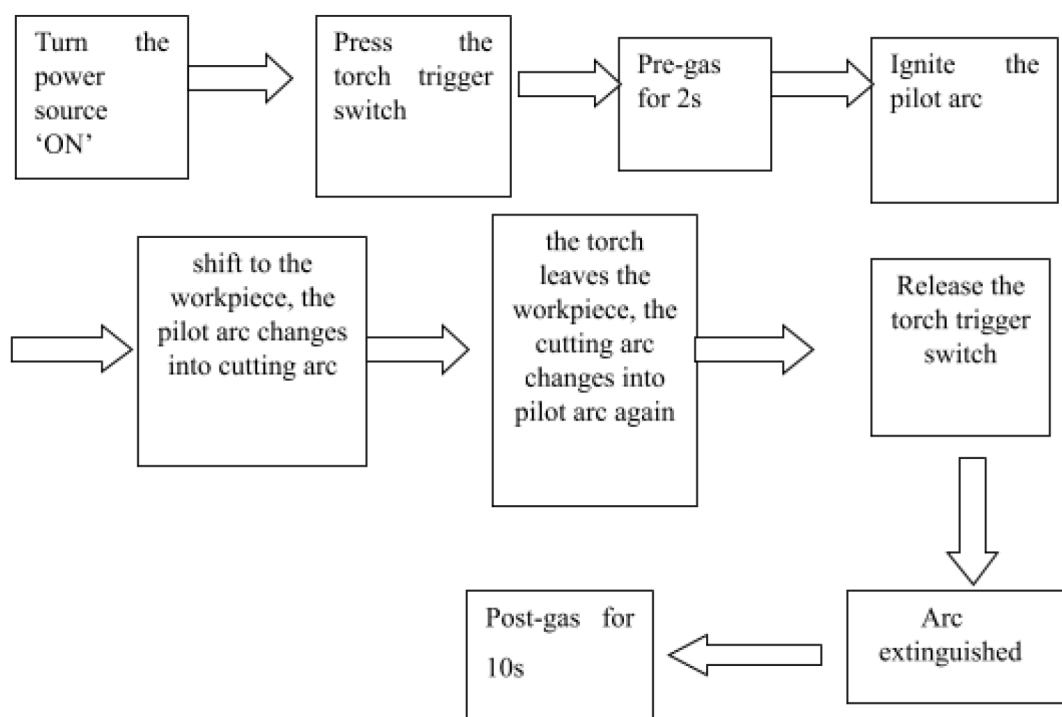 Turn the
power
source
‘ON’
Press the
torch trigger
switch
Pre-gas
for 2s
Ignite the
pilot arc
shift to the
workpiece, the
pilot arc changes
into cutting arc
the torch
leaves the
workpiece, the
cutting arc
changes into
pilot arc again
Release the
torch trigger
switch
Arc
extinguished
Post-gas for
10s